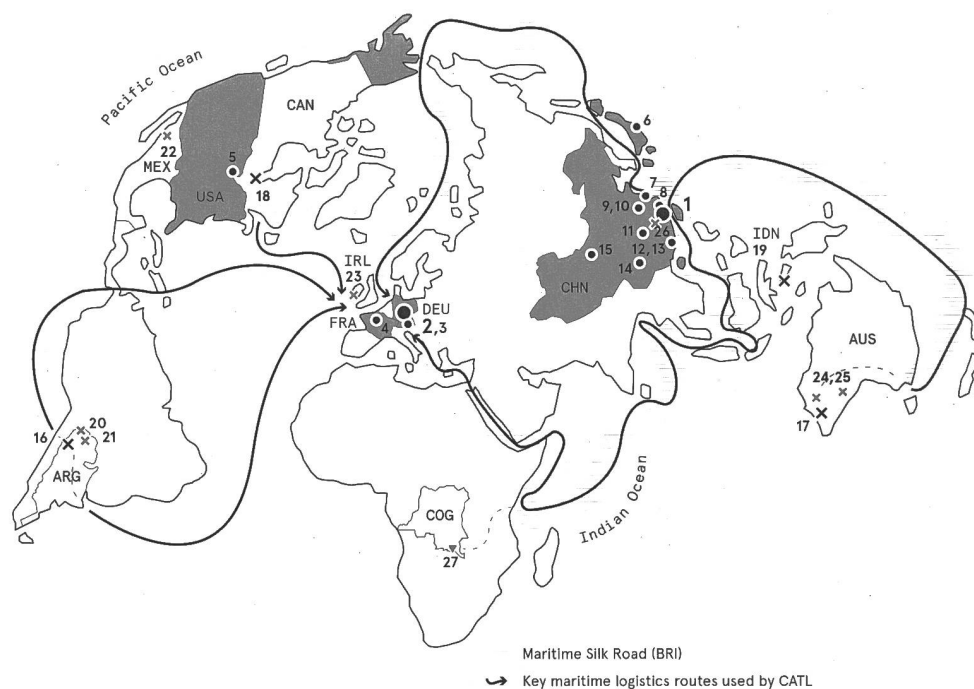 Pacific Ocean
CAN
6
22
MEX
5
18
USA
7
8
9,10
1
26
11
12,13
15
14
CHN
IDN
19
IRL
23
DEU
FRA
4
2,3
AUS
24,25
17
20
16
21
ARG
COG
27
Indian Ocean
Maritime Silk Road (BRI)
Key maritime logistics routes used by CATL